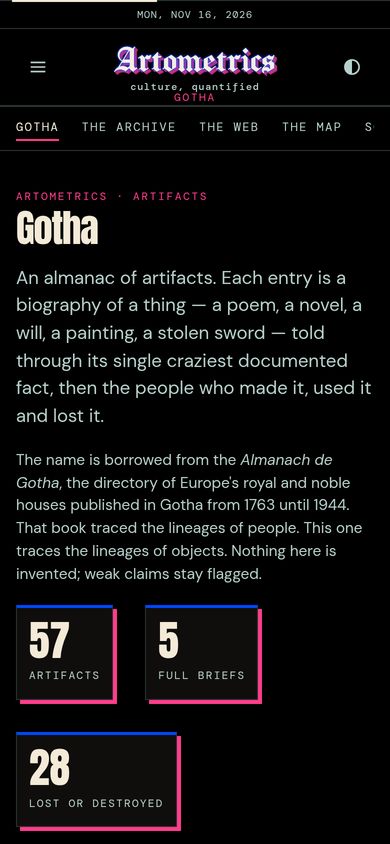 MON, NOV 16, 2026
Artometrics
culture, quantified
GOTHA
GOTHA THE ARCHIVE THE WEB THE MAP S
ARTOMETRICS · ARTIFACTS
Gotha
An almanac of artifacts. Each entry is a
biography of a thing — a poem, a novel, a
will, a painting, a stolen sword — told
through its single craziest documented
fact, then the people who made it, used it
and lost it.
The name is borrowed from the Almanach de
Gotha, the directory of Europe's royal and noble
houses published in Gotha from 1763 until 1944.
That book traced the lineages of people. This one
traces the lineages of objects. Nothing here is
invented; weak claims stay flagged.
57
ARTIFACTS
5
FULL BRIEFS
28
LOST OR DESTROYED